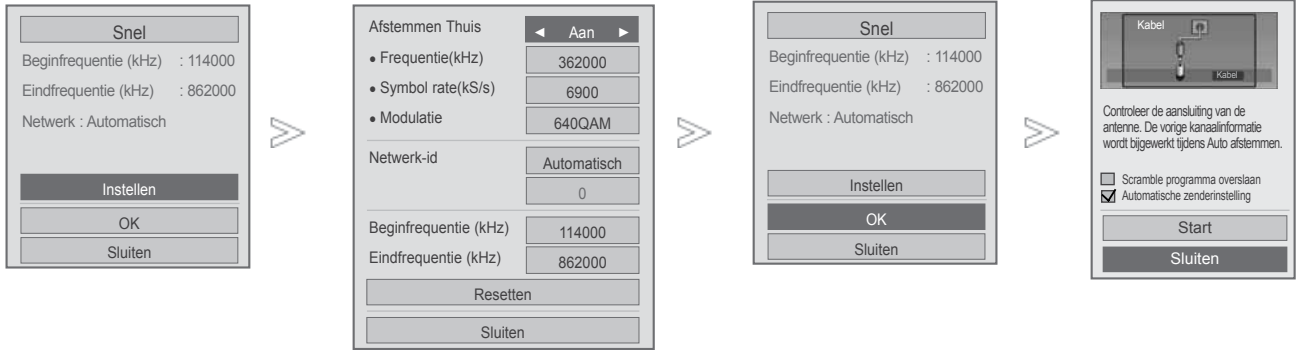 Snel
Beginfrequentie (kHz) : 114000
Eindfrequentie (kHz) : 862000
Netwerk : Automatisch
Instellen
OK
Sluiten
Afstemmen Thuis ◄ Aan ►
• Frequentie(kHz) 362000
• Symbol rate(kS/s) 6900
• Modulatie 640QAM
Netwerk-id Automatisch
0
Beginfrequentie (kHz) 114000
Eindfrequentie (kHz) 862000
Resetten
Sluiten
Snel
Beginfrequentie (kHz) : 114000
Eindfrequentie (kHz) : 862000
Netwerk : Automatisch
Instellen
OK
Sluiten
Kabel
Kabel
Controleer de aansluiting van de
antenne. De vorige kanaalinformatie
wordt bijgewerkt tijdens Auto afstemmen.
Scramble programma overslaan
Automatische zenderinstelling
Start
Sluiten